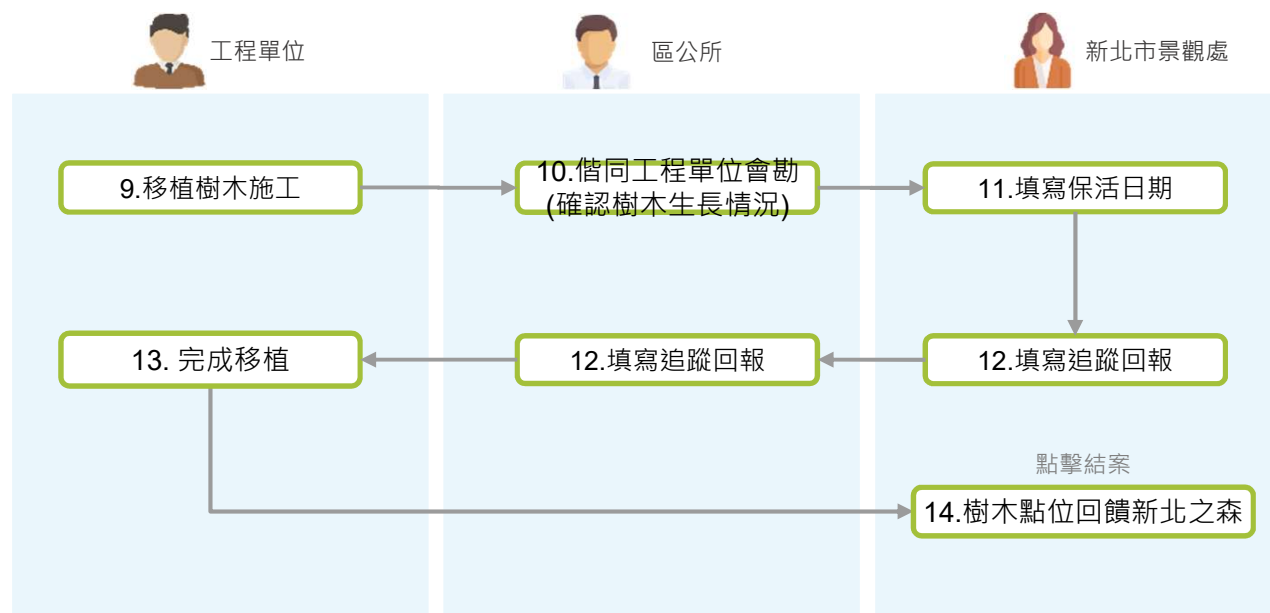 工程單位
區公所
新北市景觀處
9.移植樹木施工
10.偕同工程單位會勘
(確認樹木生長情況)
11.填寫保活日期
13. 完成移植
12.填寫追蹤回報
12.填寫追蹤回報
點擊結案
14.樹木點位回饋新北之森